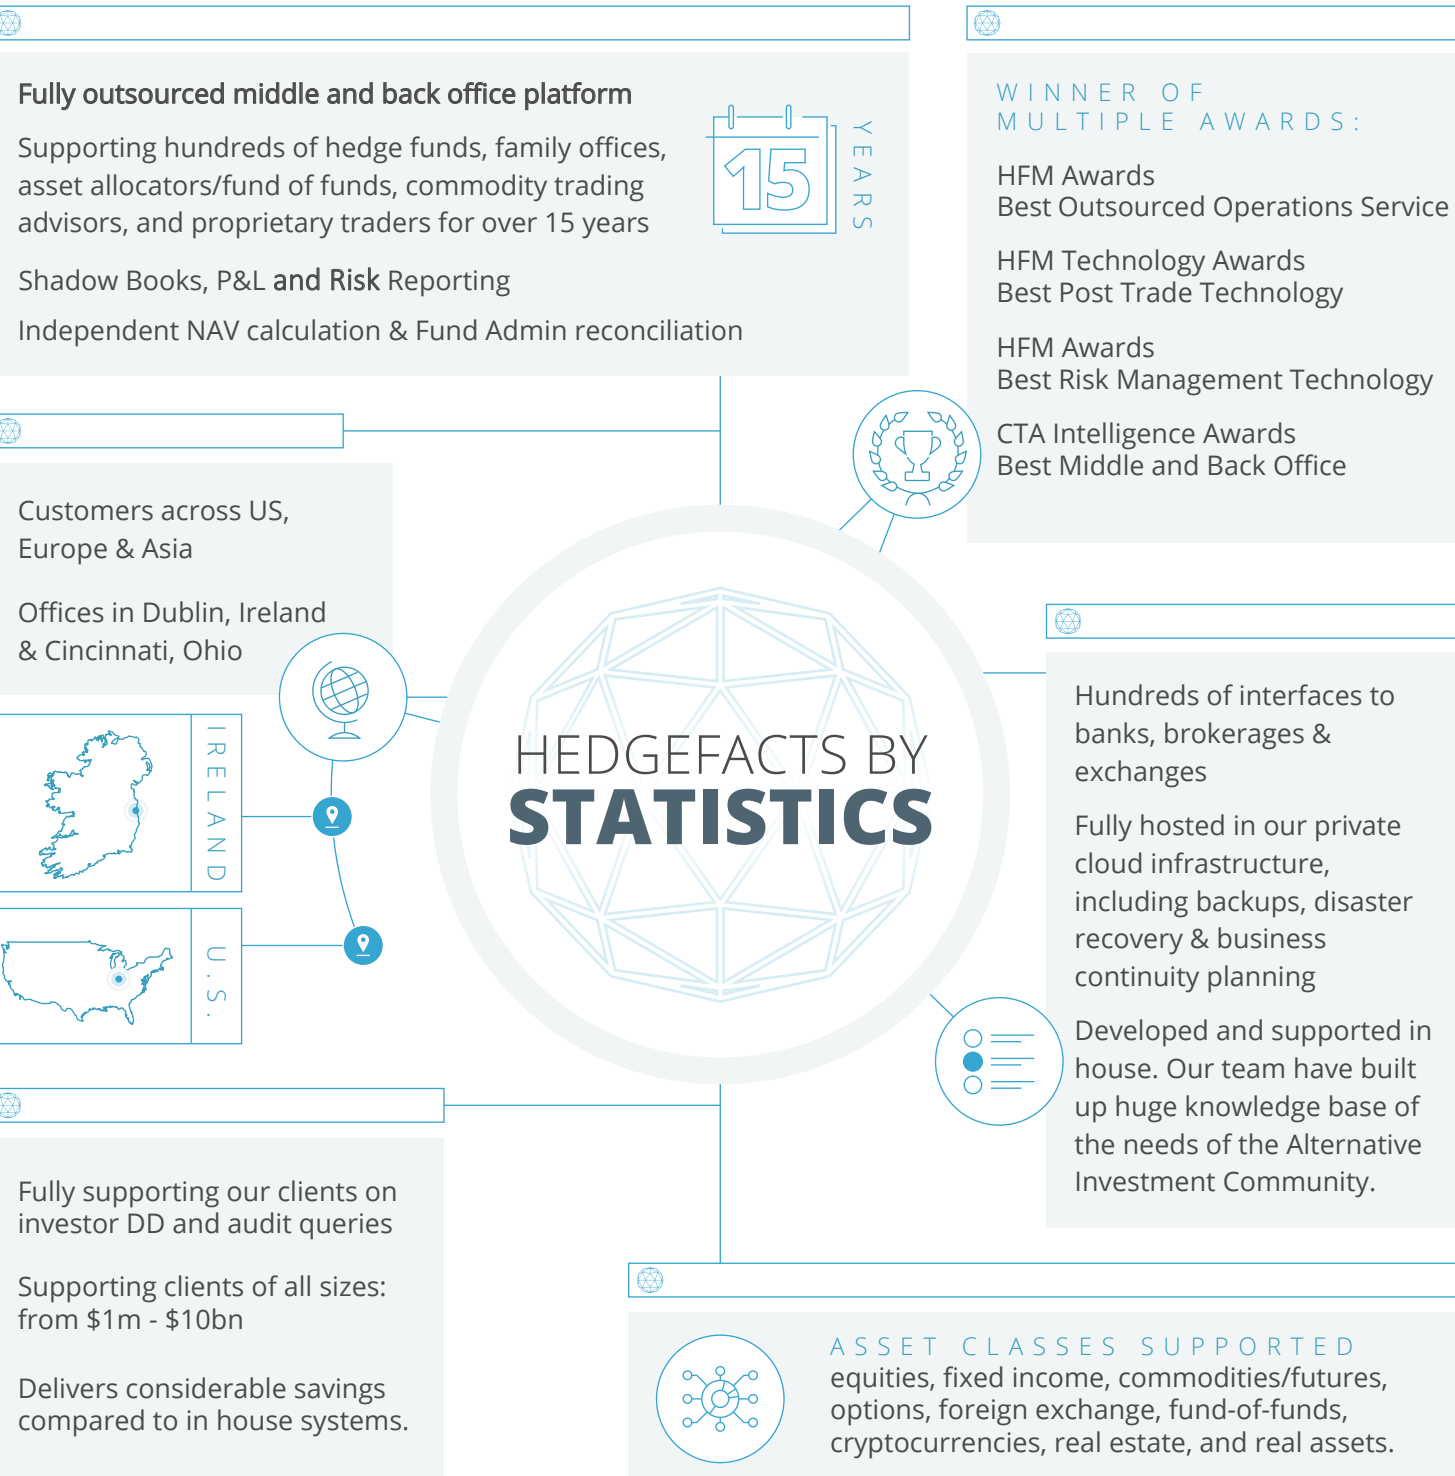 Fully outsourced middle and back office platform
Supporting hundreds of hedge funds, family offices,
asset allocators/fund of funds, commodity trading
advisors, and proprietary traders for over 15 years
Shadow Books, P&L and Risk Reporting
Independent NAV calculation & Fund Admin reconciliation
15
YEARS
WINNER OF
MULTIPLE AWARDS:
HFM Awards
Best Outsourced Operations Service
HFM Technology Awards
Best Post Trade Technology
HFM Awards
Best Risk Management Technology
CTA Intelligence Awards
Best Middle and Back Office
Customers across US,
Europe & Asia
Offices in Dublin, Ireland
& Cincinnati, Ohio
IRELAND
U.S.
HEDGEFACTS BY
STATISTICS
Hundreds of interfaces to
banks, brokerages &
exchanges
Fully hosted in our private
cloud infrastructure,
including backups, disaster
recovery & business
continuity planning
Developed and supported in
house. Our team have built
up huge knowledge base of
the needs of the Alternative
Investment Community.
Fully supporting our clients on
investor DD and audit queries
Supporting clients of all sizes:
from $1m - $10bn
Delivers considerable savings
compared to in house systems.
ASSET CLASSES SUPPORTED
equities, fixed income, commodities/futures,
options, foreign exchange, fund-of-funds,
cryptocurrencies, real estate, and real assets.